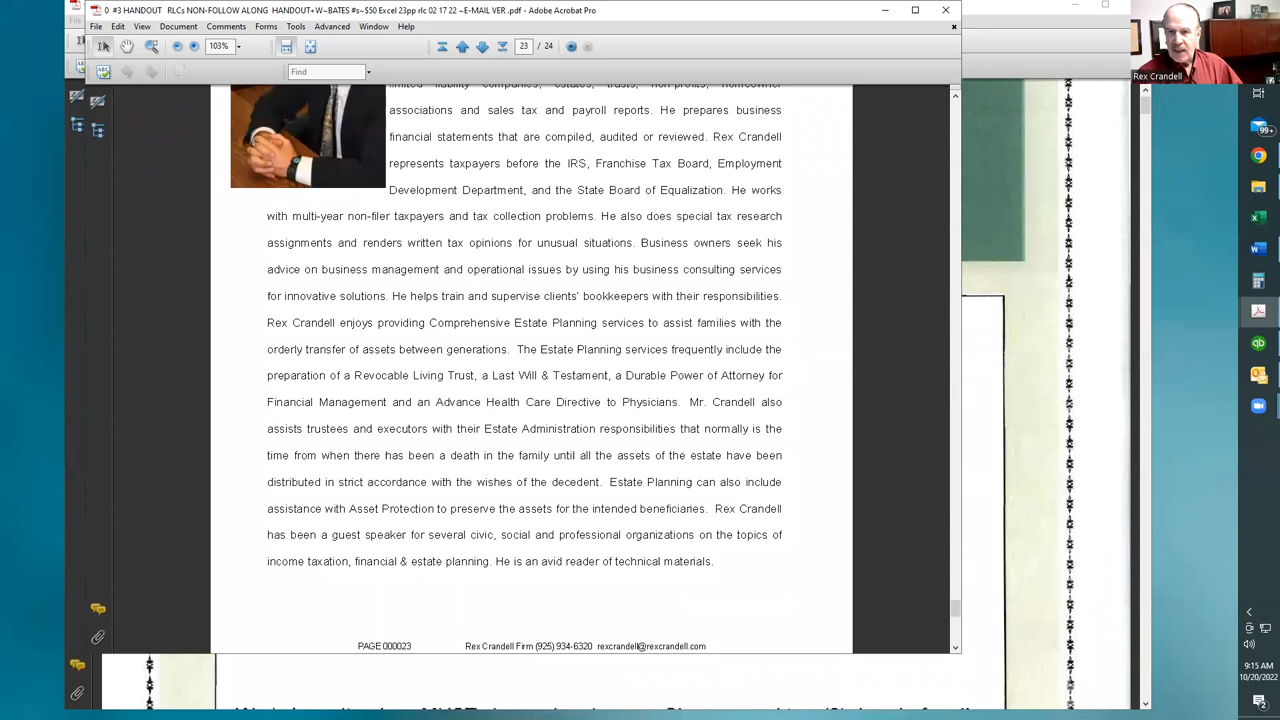 0 #3 HANDOUT RLCs NON-FOLLOW ALONG HANDOUT+W~BATES #s~$50 Excel 23pp rlc 02 17 22 ~E-MAIL VER .pdf - Adobe Acrobat Pro
File Edit View Document Comments Forms Tools Advanced Window Help
103% 23 / 24
Find
Rex Crandell
limited liability companies, estates, trusts, non-profits, homeowner
associations and sales tax and payroll reports. He prepares business
financial statements that are compiled, audited or reviewed. Rex Crandell
represents taxpayers before the IRS, Franchise Tax Board, Employment
Development Department, and the State Board of Equalization. He works
with multi-year non-filer taxpayers and tax collection problems. He also does special tax research
assignments and renders written tax opinions for unusual situations. Business owners seek his
advice on business management and operational issues by using his business consulting services
for innovative solutions. He helps train and supervise clients' bookkeepers with their responsibilities.
Rex Crandell enjoys providing Comprehensive Estate Planning services to assist families with the
orderly transfer of assets between generations. The Estate Planning services frequently include the
preparation of a Revocable Living Trust, a Last Will & Testament, a Durable Power of Attorney for
Financial Management and an Advance Health Care Directive to Physicians. Mr. Crandell also
assists trustees and executors with their Estate Administration responsibilities that normally is the
time from when there has been a death in the family until all the assets of the estate have been
distributed in strict accordance with the wishes of the decedent. Estate Planning can also include
assistance with Asset Protection to preserve the assets for the intended beneficiaries. Rex Crandell
has been a guest speaker for several civic, social and professional organizations on the topics of
income taxation, financial & estate planning. He is an avid reader of technical materials.
PAGE 000023 Rex Crandell Firm (925) 934-6320 rexcrandell@rexcrandell.com
99+
9:15 AM
10/20/2022